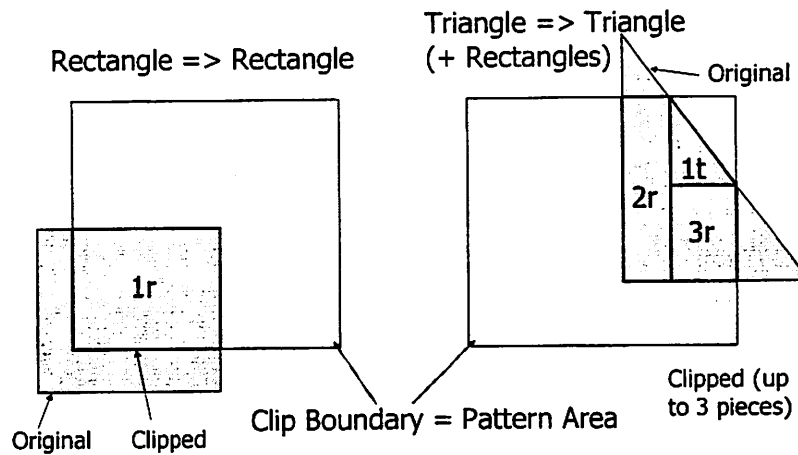 Rectangle => Rectangle
1r
Original
Clipped
Clip Boundary = Pattern Area
Triangle => Triangle
(+ Rectangles)
Original
1t
2r
3r
Clipped (up
to 3 pieces)